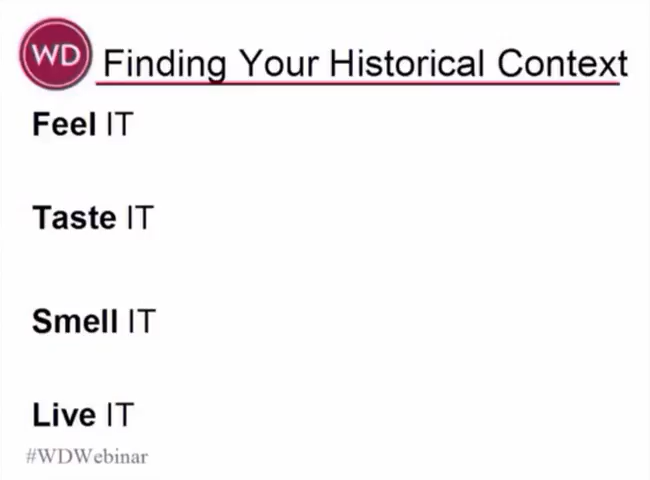 WD
Finding Your Historical Context
Feel IT
Taste IT
Smell IT
Live IT
#WDWebinar